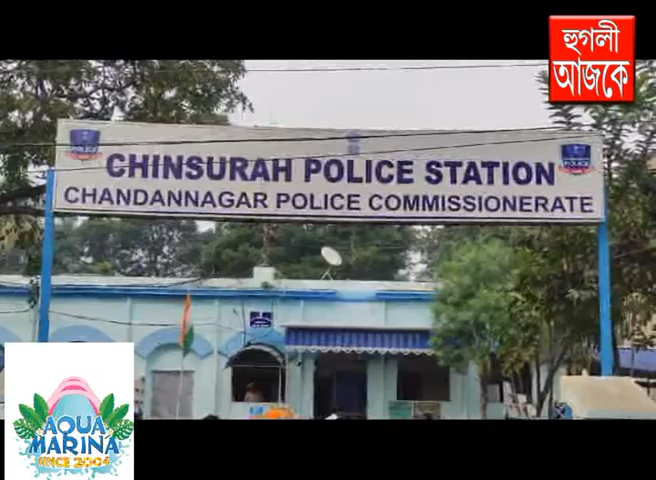 হুগলী
আজকে
CHINSURAH POLICE STATION
CHANDANNAGAR POLICE COMMISSIONERATE
AQUA
MARINA
SINCE 2004